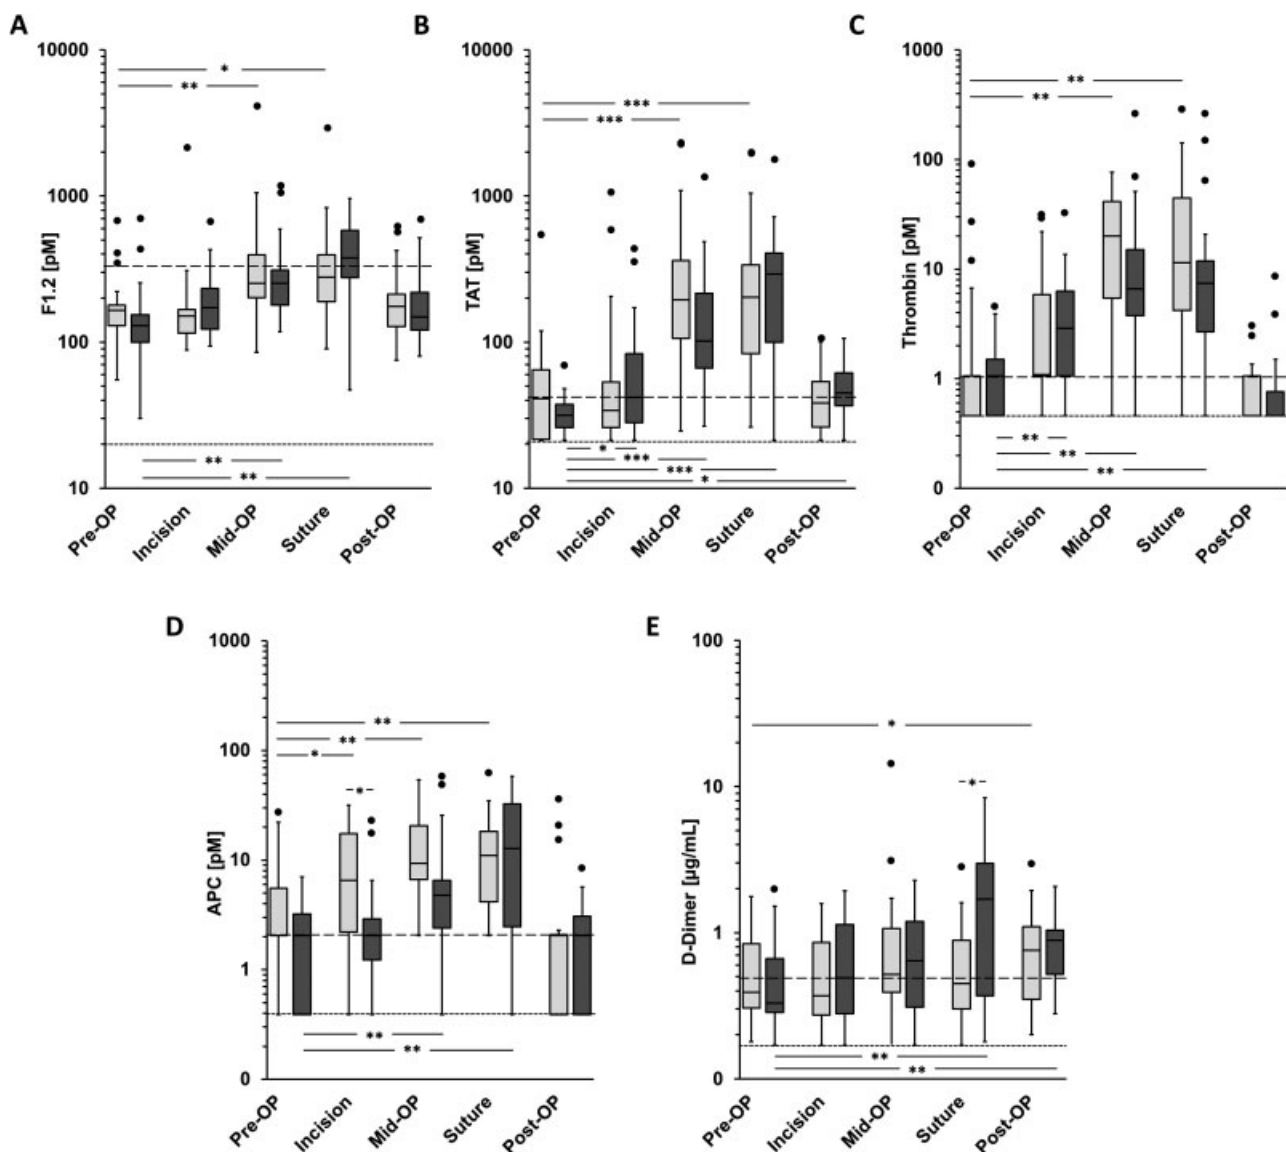 A
B
C
10000
1000
100
10
F1.2 [pM]
*
**
**
**
Pre-OP
Incision
Mid-OP
Suture
Post-OP
10000
1000
100
10
TAT [pM]
***
***
*
***
***
*
Pre-OP
Incision
Mid-OP
Suture
Post-OP
1000
100
10
1
0
Thrombin [pM]
**
**
**
**
**
Pre-OP
Incision
Mid-OP
Suture
Post-OP
D
E
1000
100
10
1
0
APC [pM]
**
**
*
*
**
**
Pre-OP
Incision
Mid-OP
Suture
Post-OP
100
10
1
0
D-Dimer [µg/mL]
*
*
**
**
Pre-OP
Incision
Mid-OP
Suture
Post-OP